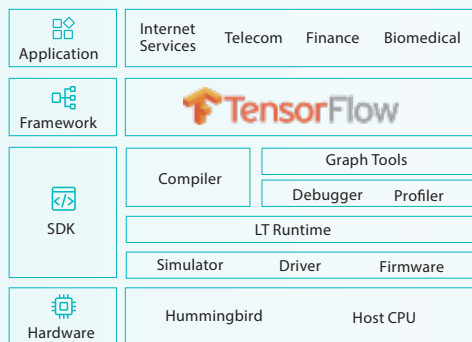 Application
Internet Services Telecom Finance Biomedical
Framework
TensorFlow
SDK
Compiler
Graph Tools
Debugger Profiler
LT Runtime
Simulator Driver Firmware
Hardware
Hummingbird Host CPU